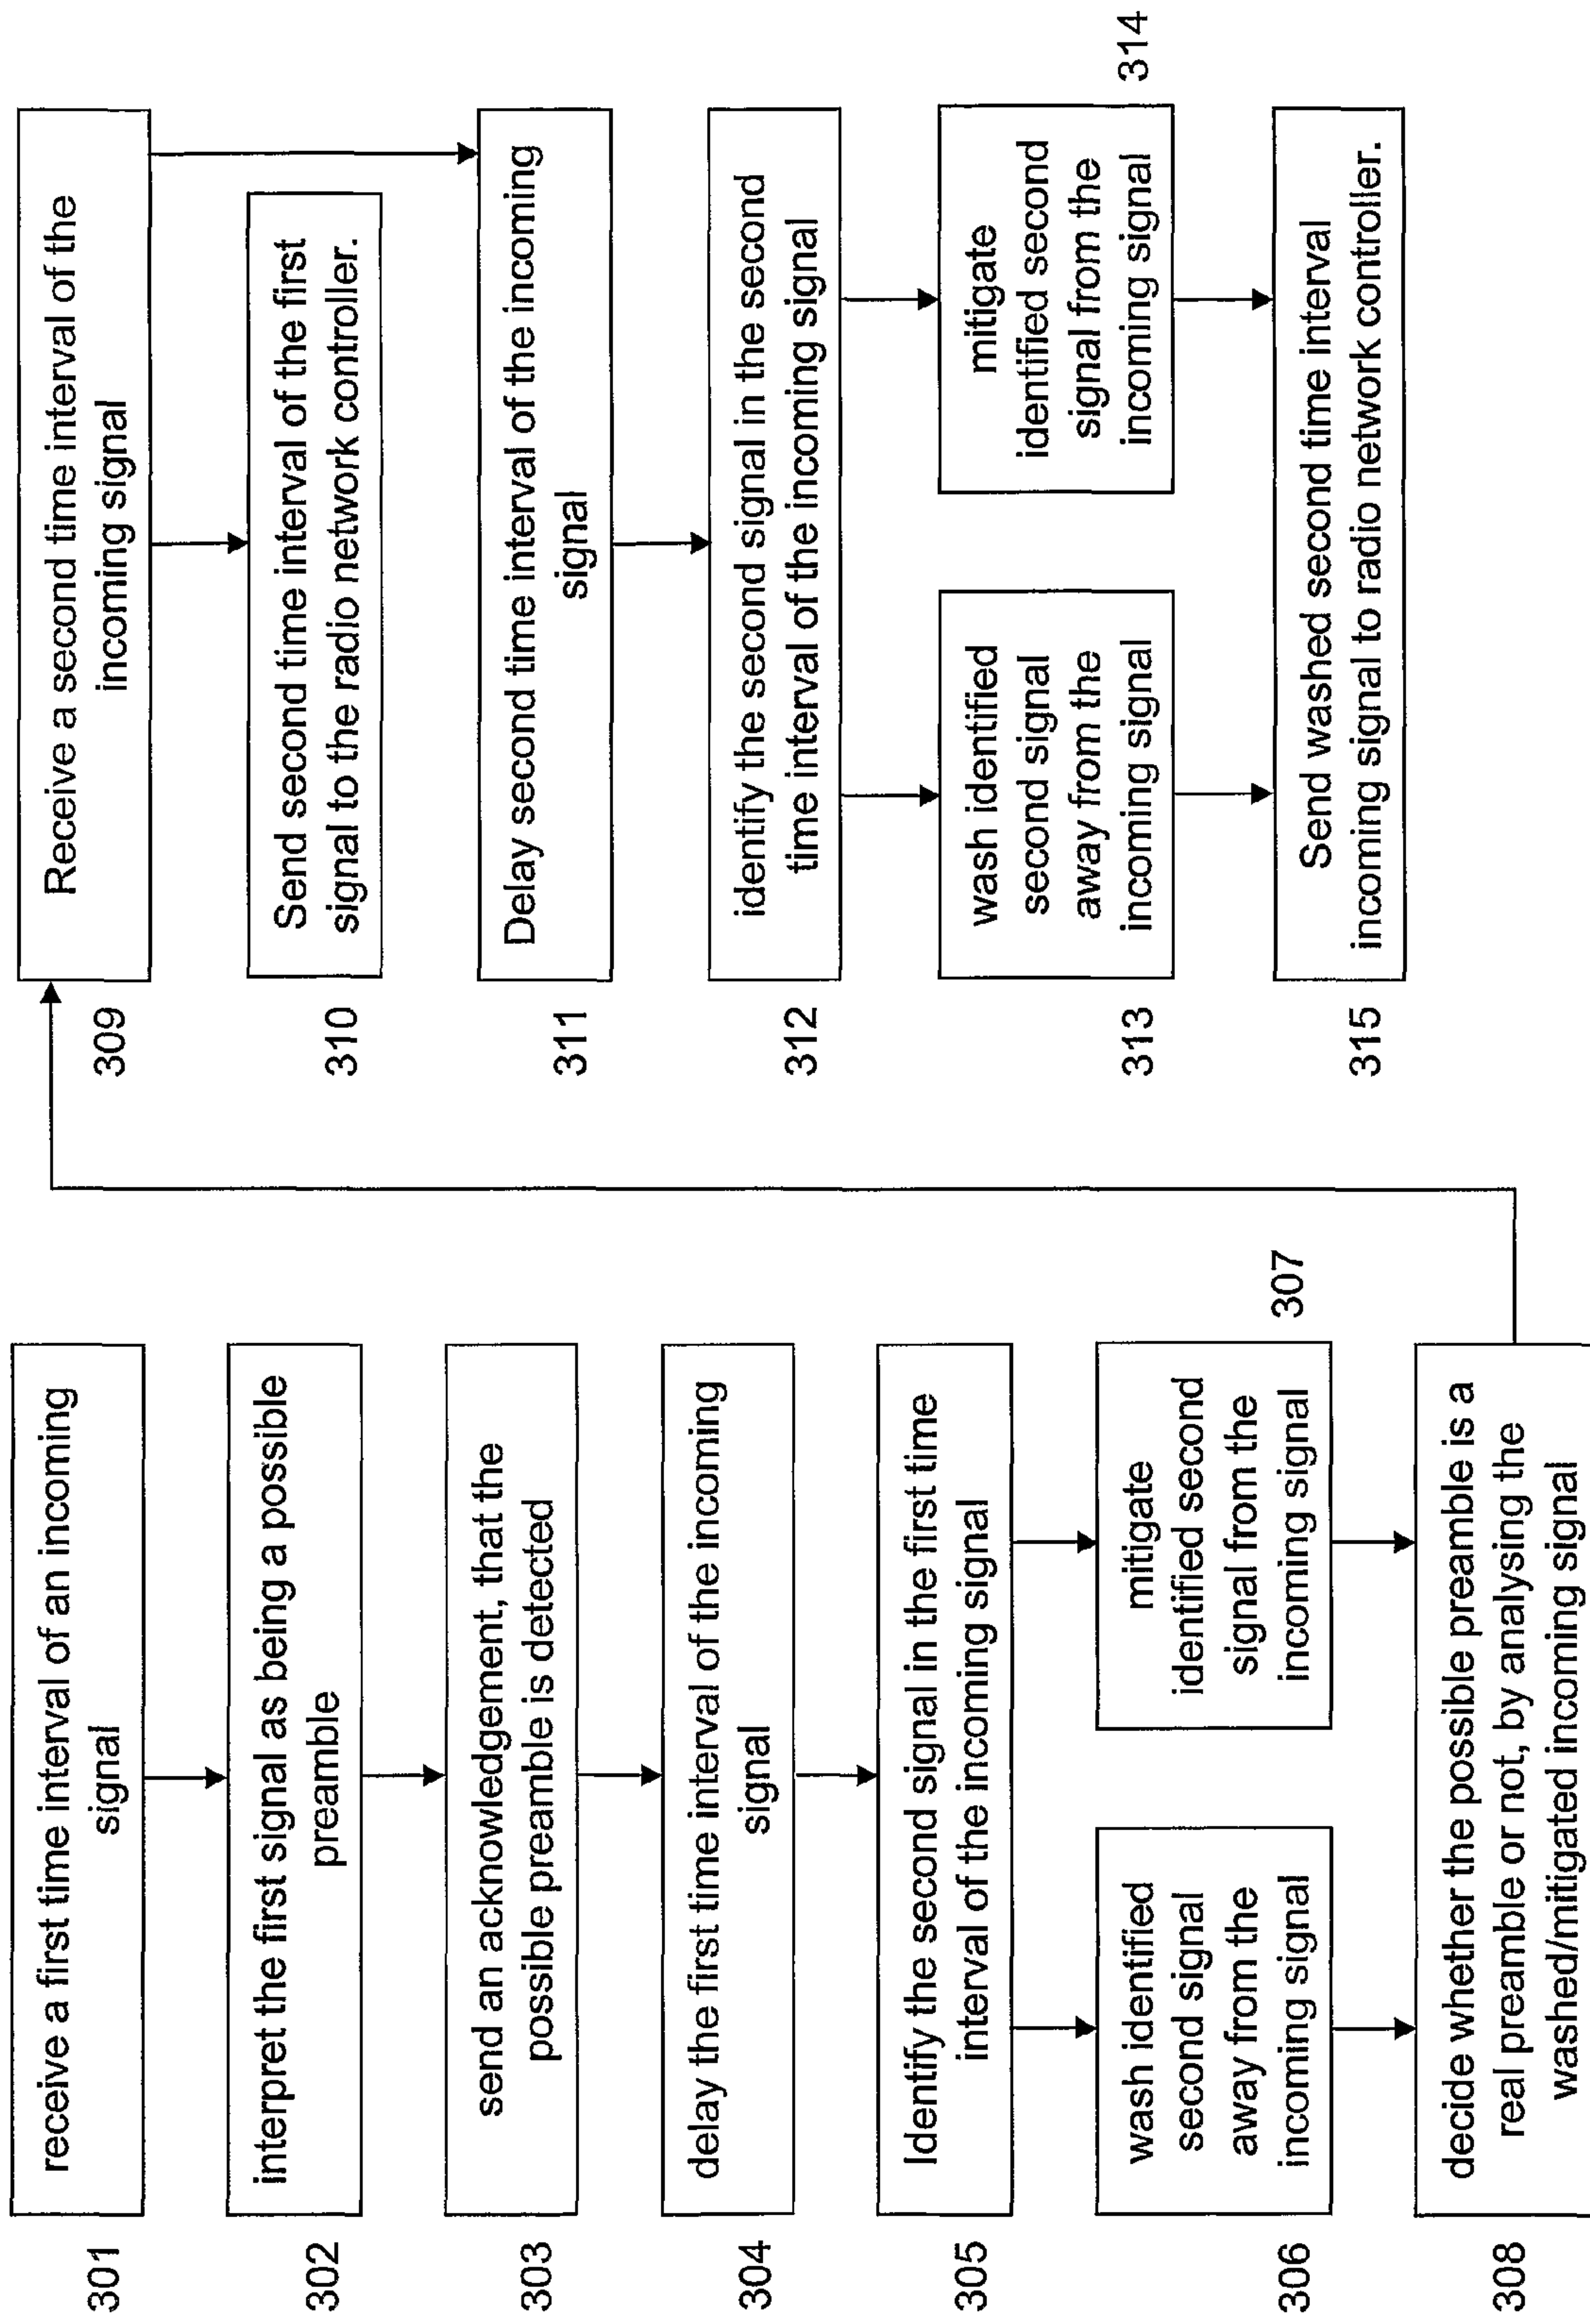 301
receive a first time interval of an incoming
signal
302
interpret the first signal as being a possible
preamble
303
send an acknowledgement, that the
possible preamble is detected
304
delay the first time interval of the incoming
signal
305
Identify the second signal in the first time
interval of the incoming signal
306
wash identified
second signal
away from the
incoming signal
mitigate
identified second
signal from the
incoming signal
307
308
decide whether the possible preamble is a
real preamble or not, by analysing the
washed/mitigated incoming signal
309
Receive a second time interval of the
incoming signal
310
Send second time interval of the first
signal to the radio network controller.
311
Delay second time interval of the incoming
signal
312
identify the second signal in the second
time interval of the incoming signal
313
wash identified
second signal
away from the
incoming signal
mitigate
identified second
signal from the
incoming signal
314
315
Send washed second time interval
incoming signal to radio network controller.